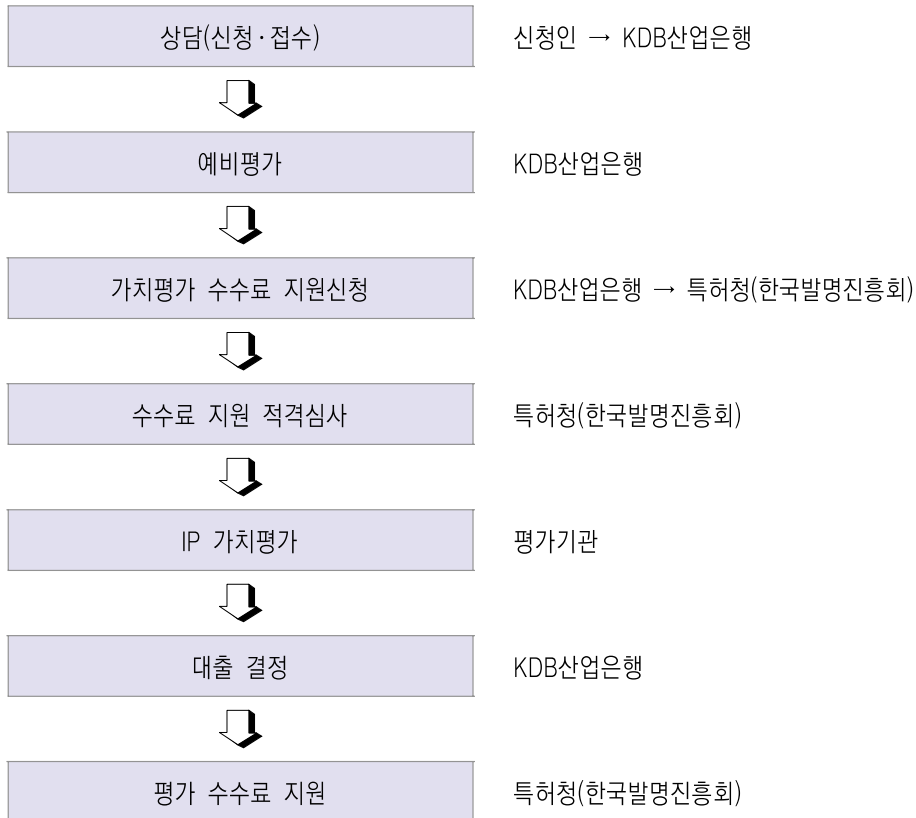 상담(신청·접수) 신청인 → KDB산업은행
예비평가 KDB산업은행
가치평가 수수료 지원신청 KDB산업은행 → 특허청(한국발명진흥회)
수수료 지원 적격심사 특허청(한국발명진흥회)
IP 가치평가 평가기관
대출 결정 KDB산업은행
평가 수수료 지원 특허청(한국발명진흥회)